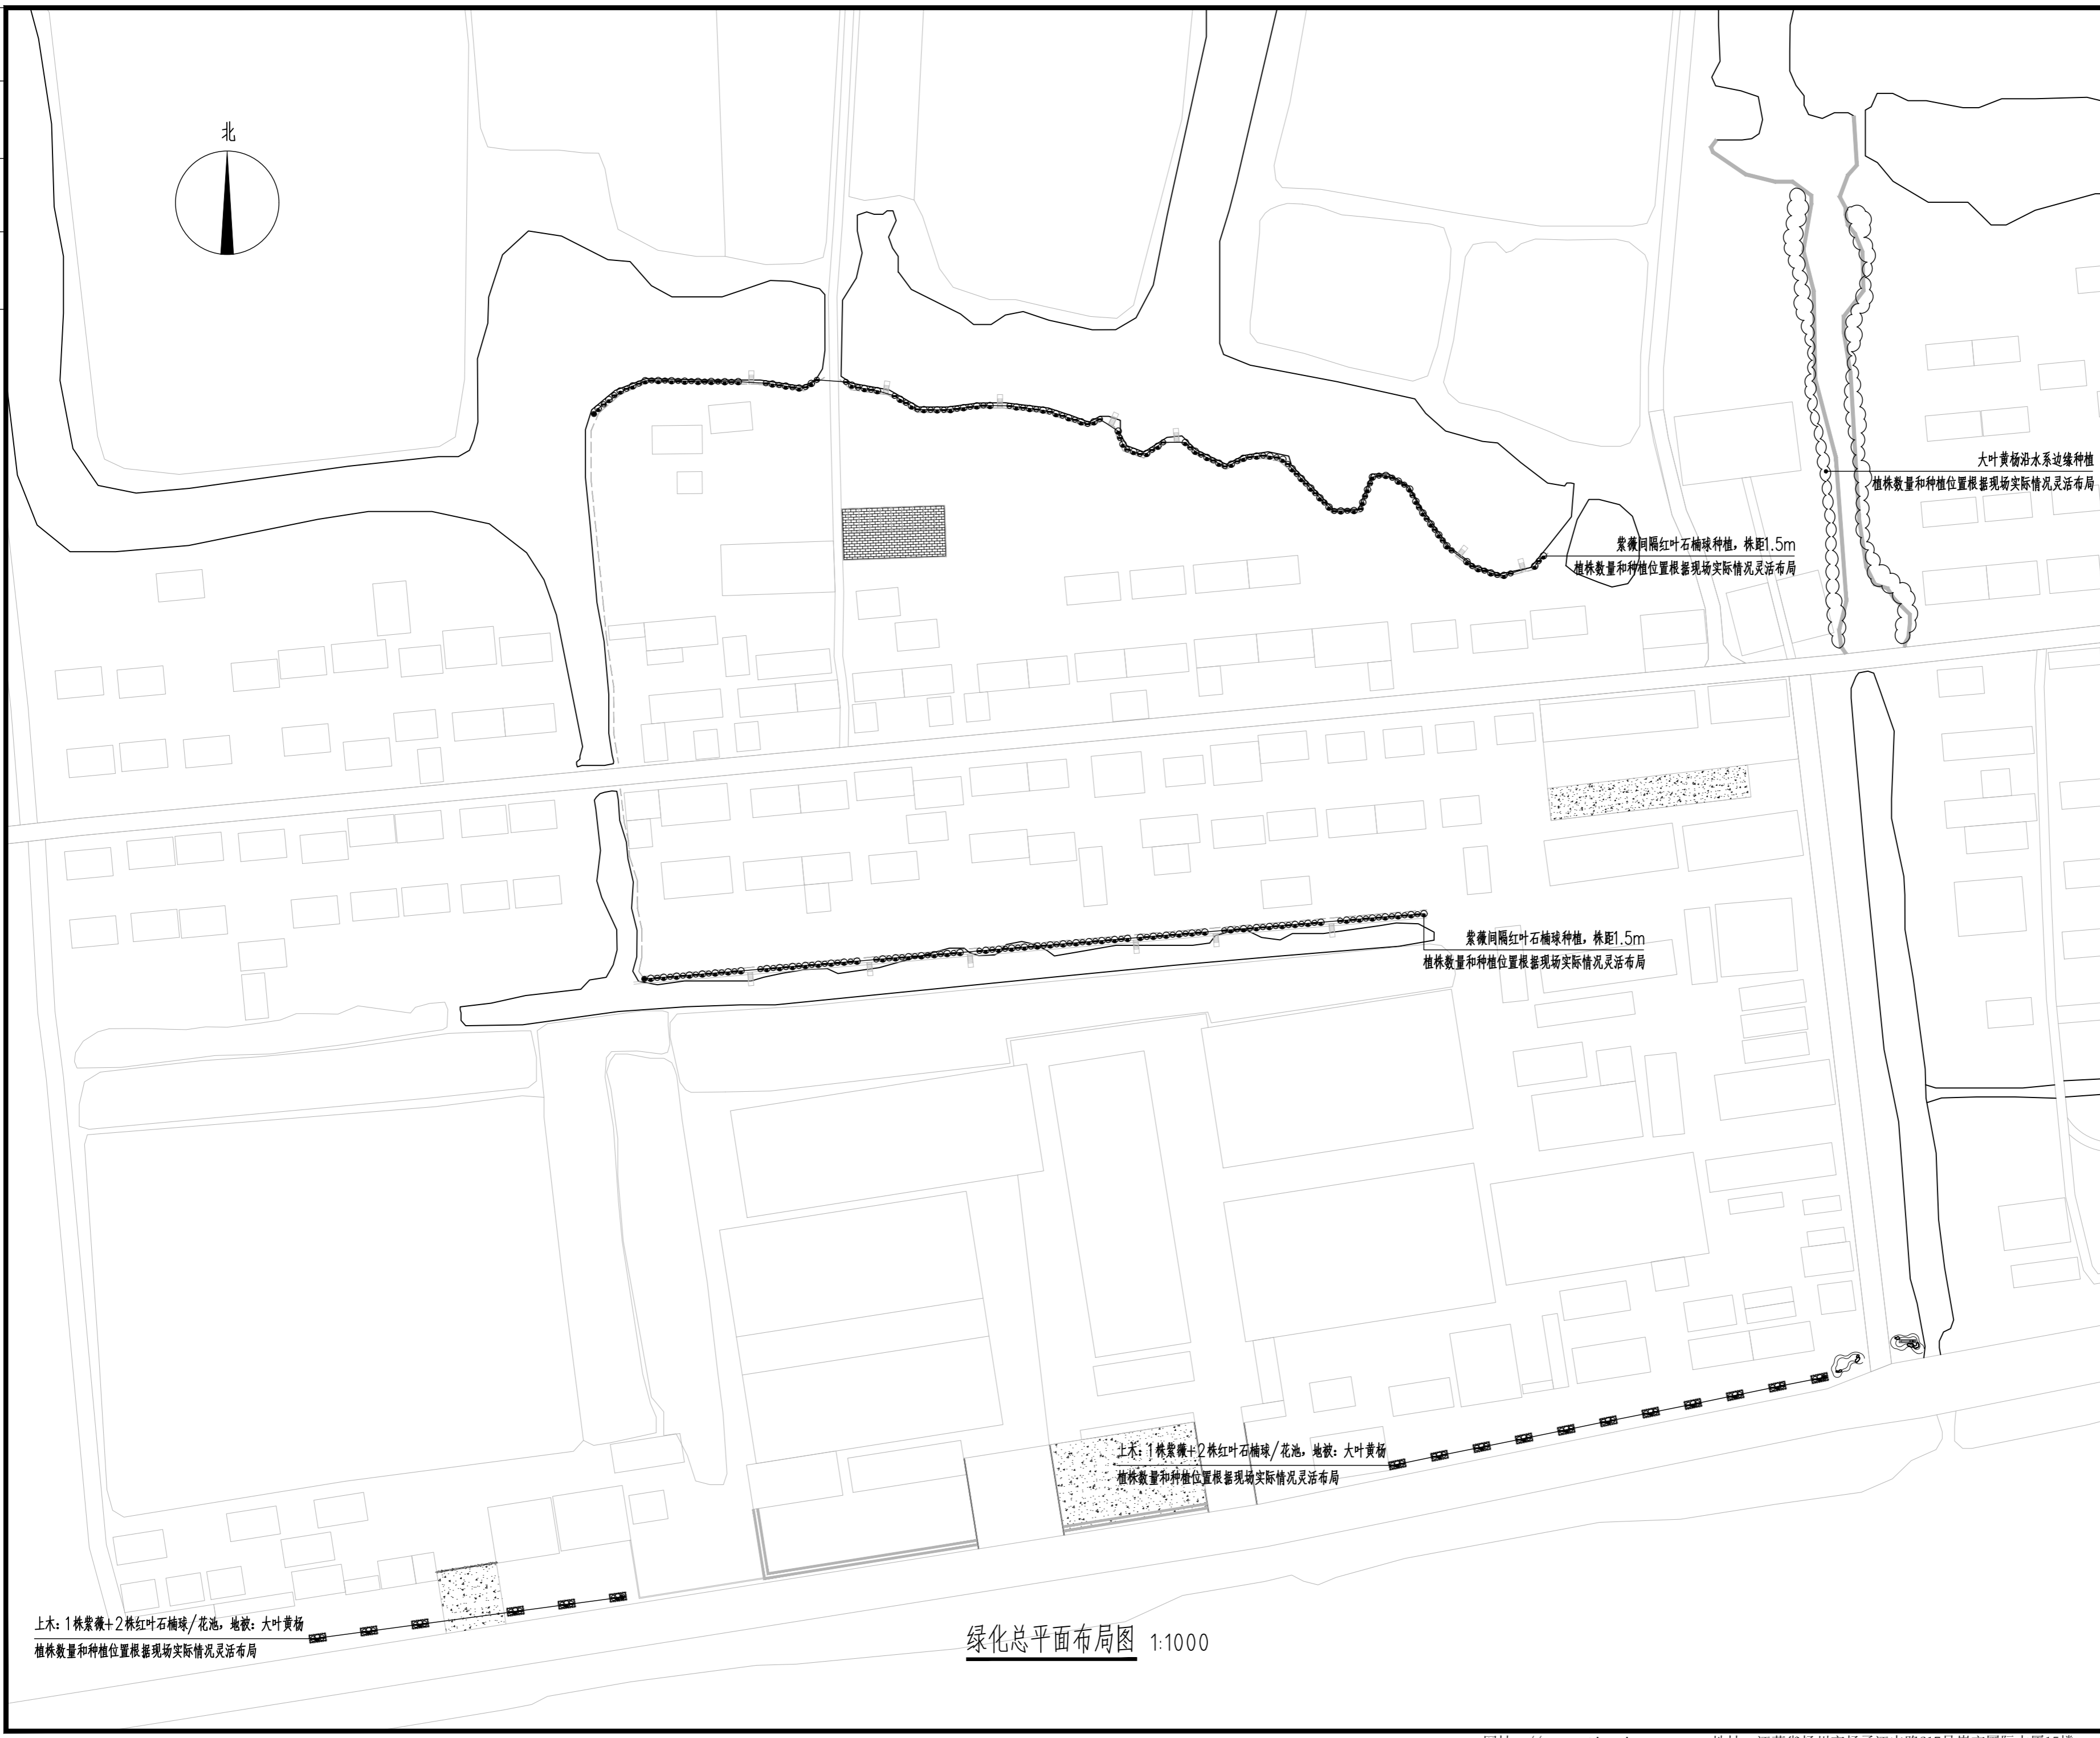 北
大叶黄杨沿水系边缘种植
植株数量和种植位置根据现场实际情况灵活布局
紫薇间隔红叶石楠球种植，株距1.5m
植株数量和种植位置根据现场实际情况灵活布局
紫薇间隔红叶石楠球种植，株距1.5m
植株数量和种植位置根据现场实际情况灵活布局
上木：1株紫薇+2株红叶石楠球/花池，地被：大叶黄杨
植株数量和种植位置根据现场实际情况灵活布局
上木：1株紫薇+2株红叶石楠球/花池，地被：大叶黄杨
植株数量和种植位置根据现场实际情况灵活布局
绿化总平面布局图 1:1000